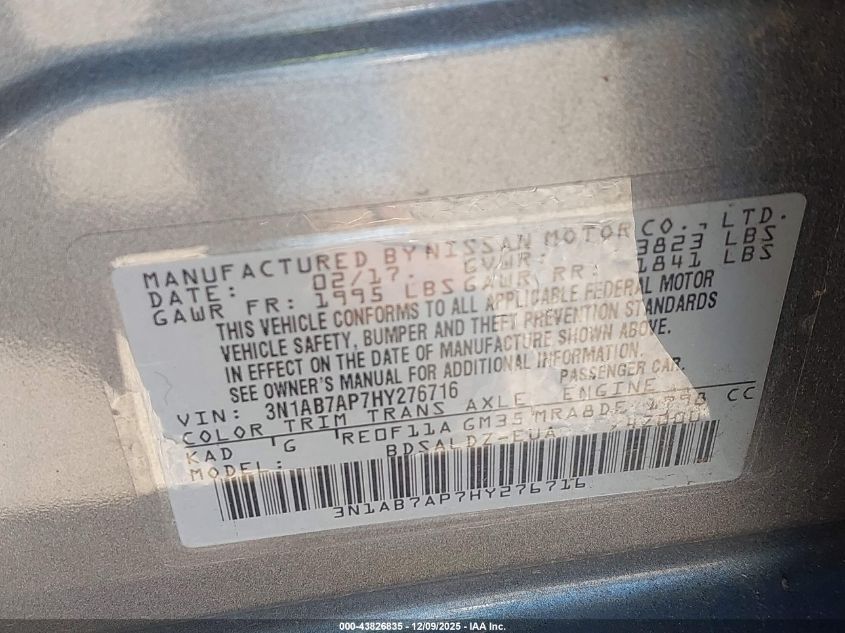 MANUFACTURED BY NISSAN MOTOR CO., LTD.
DATE: 02/17. GVWR: 3823 LBS
GAWR FR: 1995 LBS GAWR RR: 1841 LBS
THIS VEHICLE CONFORMS TO ALL APPLICABLE FEDERAL MOTOR
VEHICLE SAFETY, BUMPER AND THEFT PREVENTION STANDARDS
IN EFFECT ON THE DATE OF MANUFACTURE SHOWN ABOVE.
SEE OWNER'S MANUAL FOR ADDITIONAL INFORMATION.
VIN: 3N1AB7AP7HY276716 PASSENGER CAR.
COLOR TRIM TRANS AXLE ENGINE
KAD G RE0F11A GM35 MRA8DE 1798 CC
MODEL: BDSALDZ-EUA
3N1AB7AP7HY276716
000-43826835 - 12/09/2025 - IAA Inc.